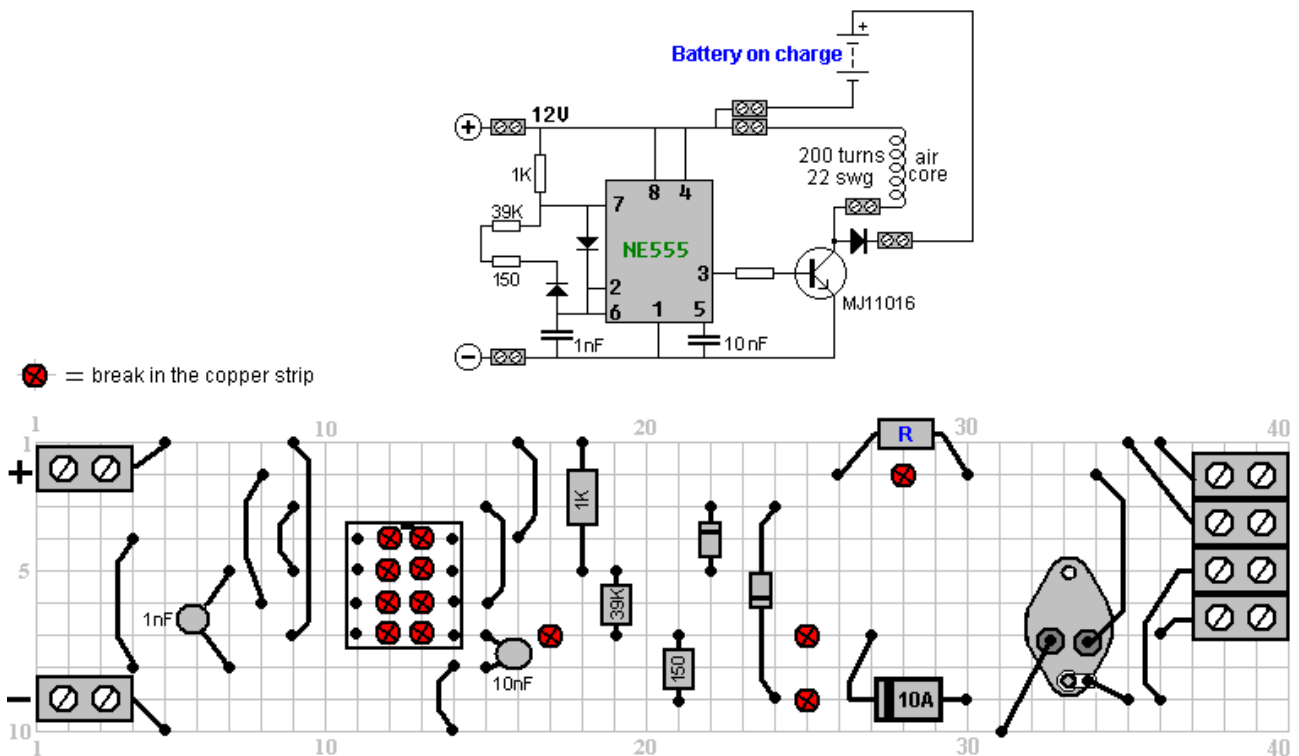 +
Battery on charge
+ 12V
1K
200 turns
22 swg
air
core
8 4
7
39K
NE555
150
3
2
6
1 5
MJ11016
1nF
10nF
−
= break in the copper strip
1 10 20 30 40
1
R
+
1K
5
39K
1nF
150
10nF
10A
−
10
1 10 20 30 40